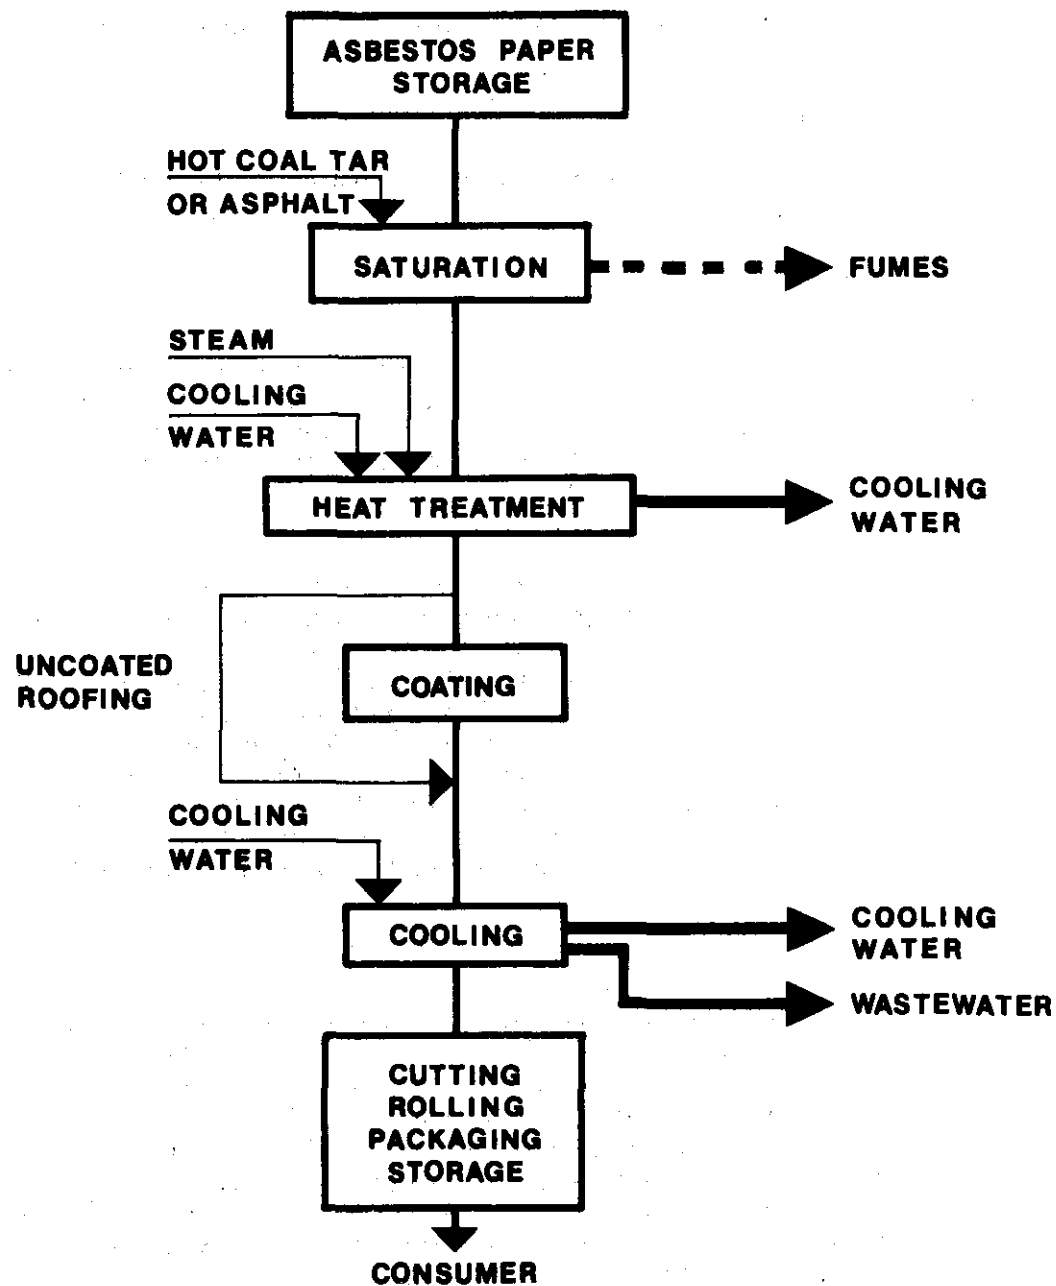 ASBESTOS PAPER
STORAGE
HOT COAL TAR
OR ASPHALT
SATURATION
FUMES
STEAM
COOLING
WATER
HEAT TREATMENT
COOLING
WATER
UNCOATED
ROOFING
COATING
COOLING
WATER
COOLING
COOLING
WATER
WASTEWATER
CUTTING
ROLLING
PACKAGING
STORAGE
CONSUMER